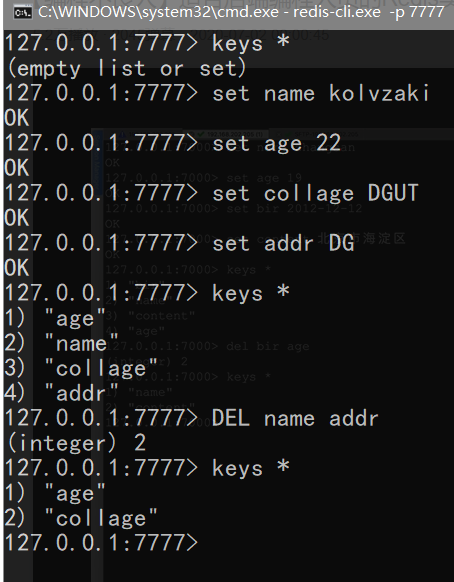 C:\WINDOWS\system32\cmd.exe - redis-cli.exe -p 7777
127.0.0.1:7777> keys *
(empty list or set)
127.0.0.1:7777> set name kolvzaki
OK
127.0.0.1:7777> set age 22
OK
127.0.0.1:7777> set collage DGUT
OK
127.0.0.1:7777> set addr DG
OK
127.0.0.1:7777> keys *
1) "age"
2) "name"
3) "collage"
4) "addr"
127.0.0.1:7777> DEL name addr
(integer) 2
127.0.0.1:7777> keys *
1) "age"
2) "collage"
127.0.0.1:7777>